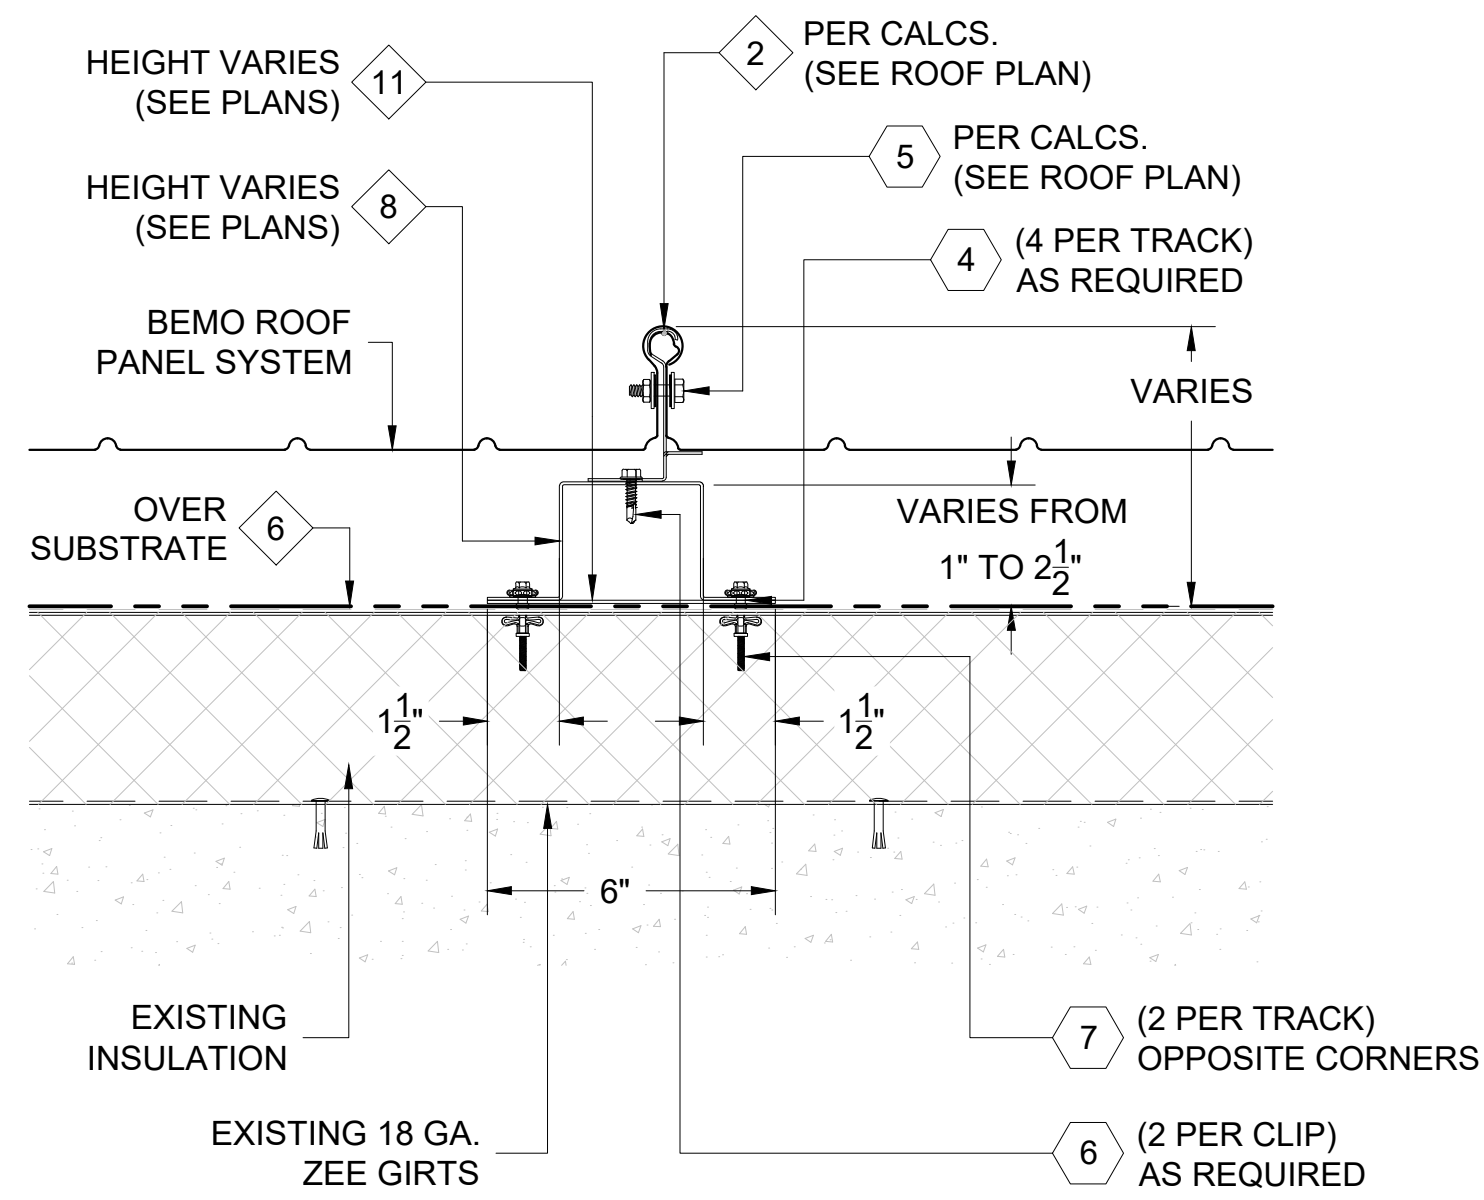 HEIGHT VARIES
(SEE PLANS)
11
2
PER CALCS.
(SEE ROOF PLAN)
5
PER CALCS.
(SEE ROOF PLAN)
HEIGHT VARIES
(SEE PLANS)
8
4
(4 PER TRACK)
AS REQUIRED
BEMO ROOF
PANEL SYSTEM
VARIES
OVER
SUBSTRATE
6
VARIES FROM
1" TO 2 1/2"
1 1/2"
1 1/2"
6"
EXISTING
INSULATION
7
(2 PER TRACK)
OPPOSITE CORNERS
EXISTING 18 GA.
ZEE GIRTS
6
(2 PER CLIP)
AS REQUIRED